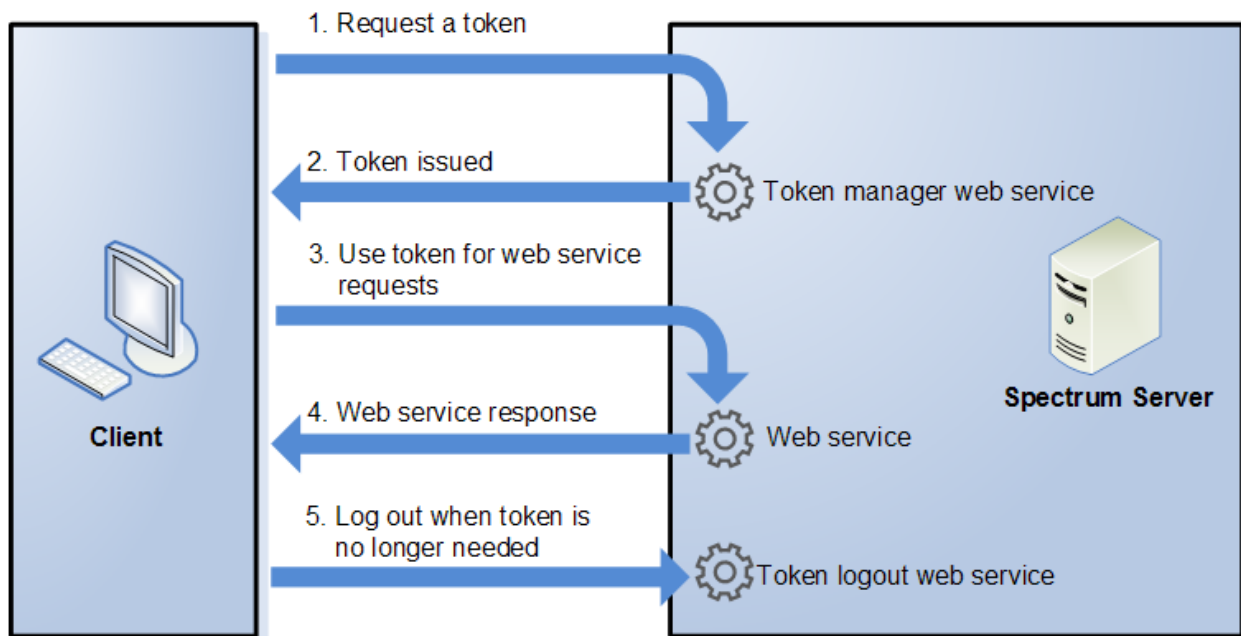 1. Request a token
2. Token issued
Token manager web service
3. Use token for web service
requests
Spectrum Server
Client
4. Web service response
Web service
5. Log out when token is
no longer needed
Token logout web service